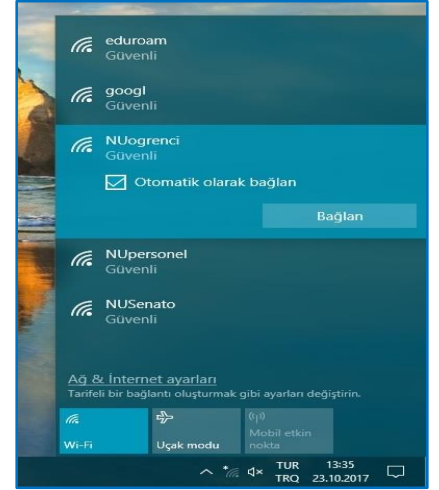 eduroam
Güvenli
googl
Güvenli
NUogrenci
Güvenli
Otomatik olarak bağlan
Bağlan
NUpersonel
Güvenli
NUSenato
Güvenli
Ağ & İnternet ayarları
Tarifeli bir bağlantı oluşturmak gibi ayarları değiştirin.
Wi-Fi
Uçak modu
Mobil etkin
nokta
TUR 13:35
TRQ 23.10.2017